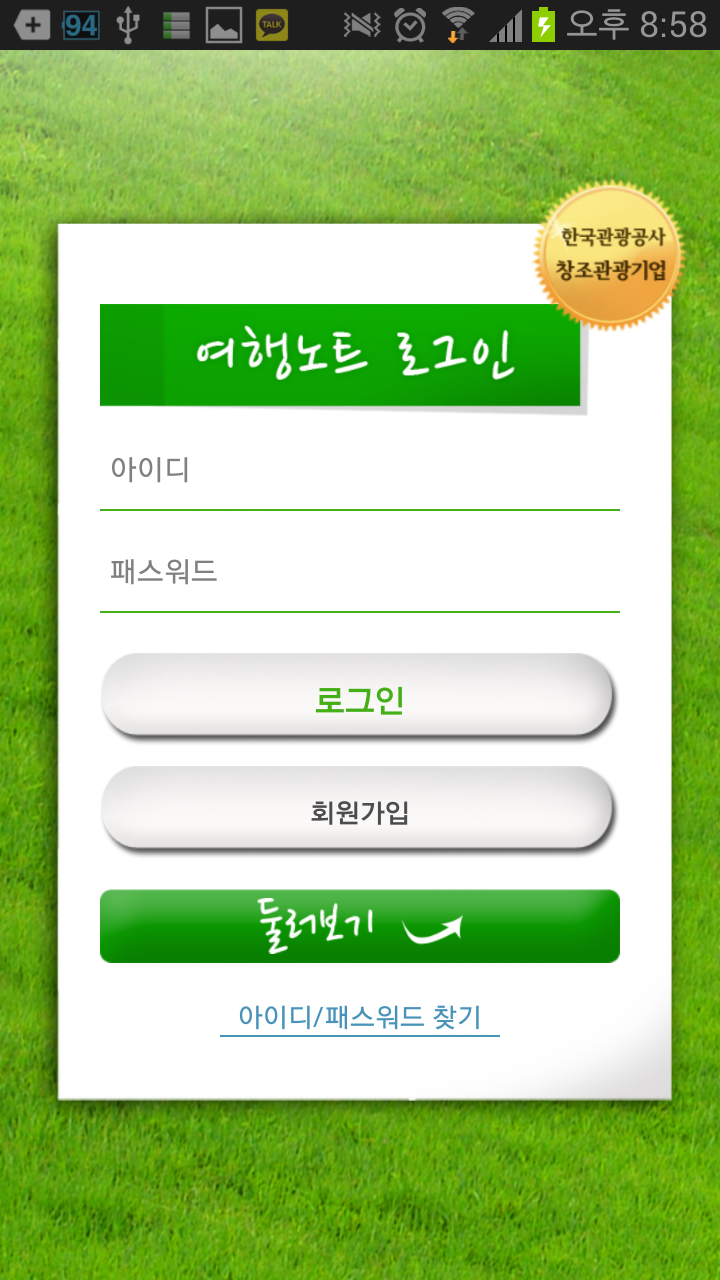 94
TALK
오후 8:58
한국관광공사
창조관광기업
여행노트 로그인
아이디
패스워드
로그인
회원가입
둘러보기
아이디/패스워드 찾기